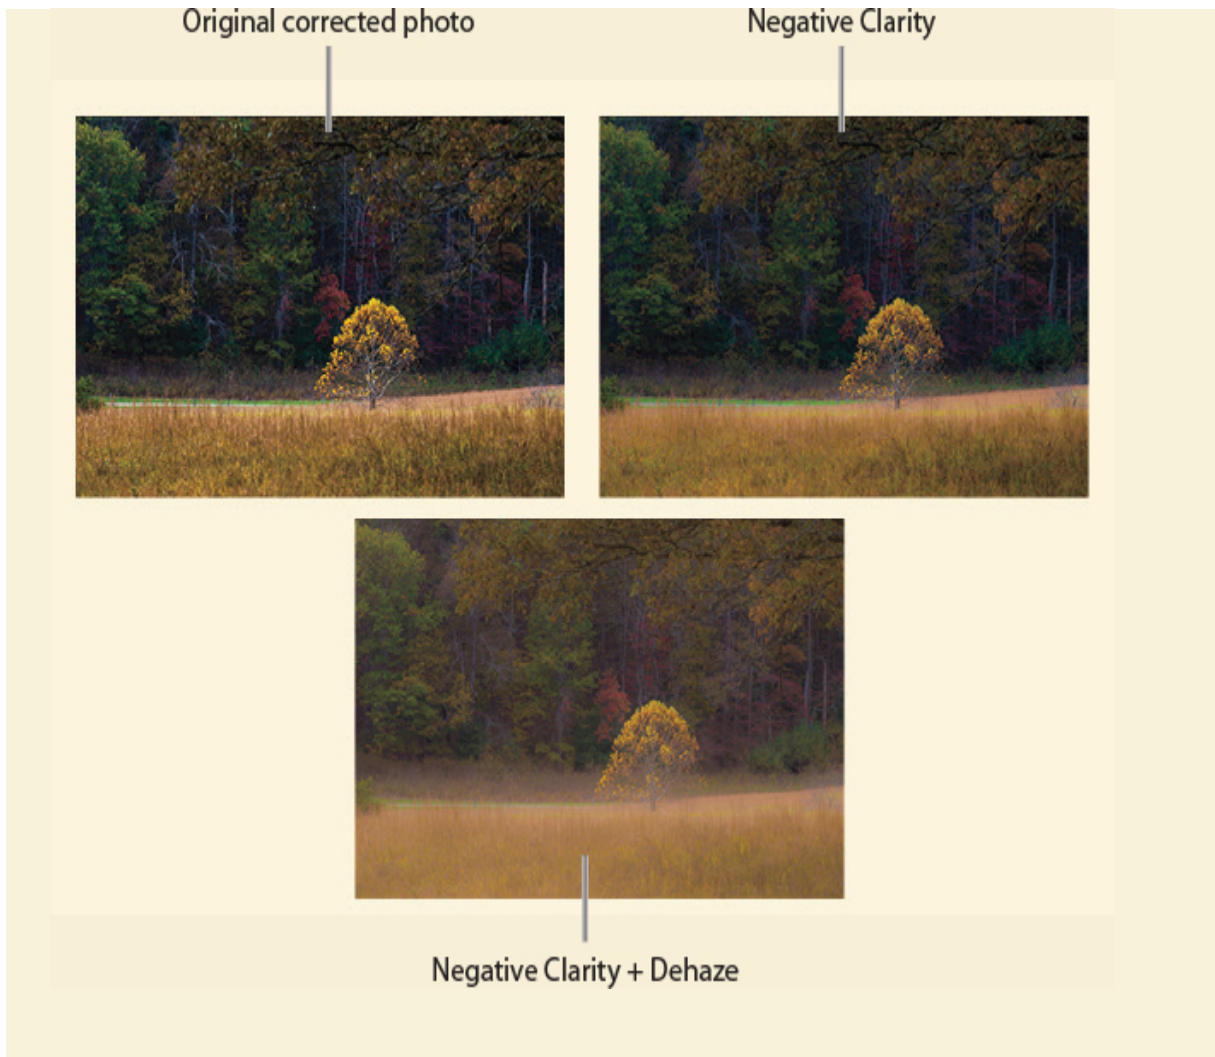 Original corrected photo
Negative Clarity
Negative Clarity + Dehaze